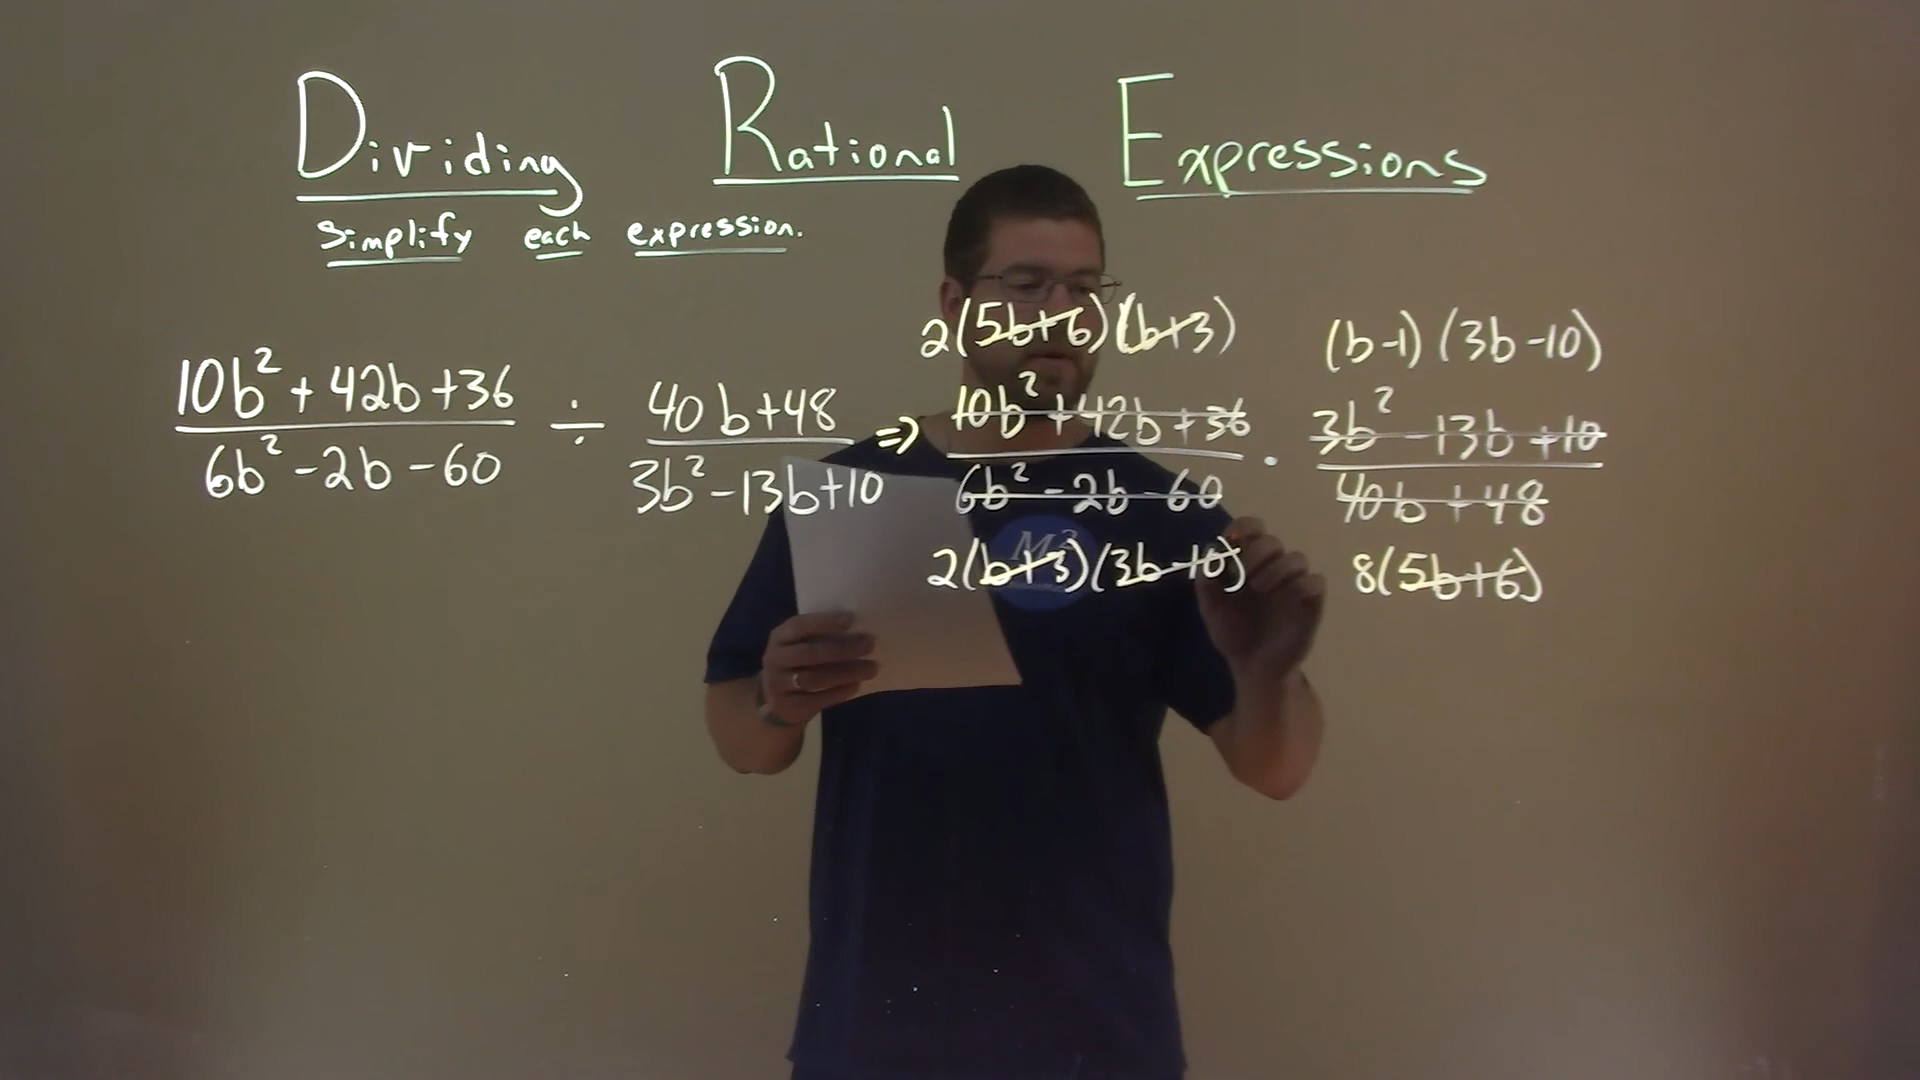 Dividing Rational Expressions
Simplify each expression.
2(5b+6)(b+3) (b-1)(3b-10)
10b² + 42b + 36 ÷ 40b + 48 ⇒ 10b² + 42b + 36 · 3b² - 13b + 10
6b² - 2b - 60 3b² - 13b + 10 6b² - 2b - 60 40b + 48
2(b+3)(3b-10) 8(5b+6)
M²